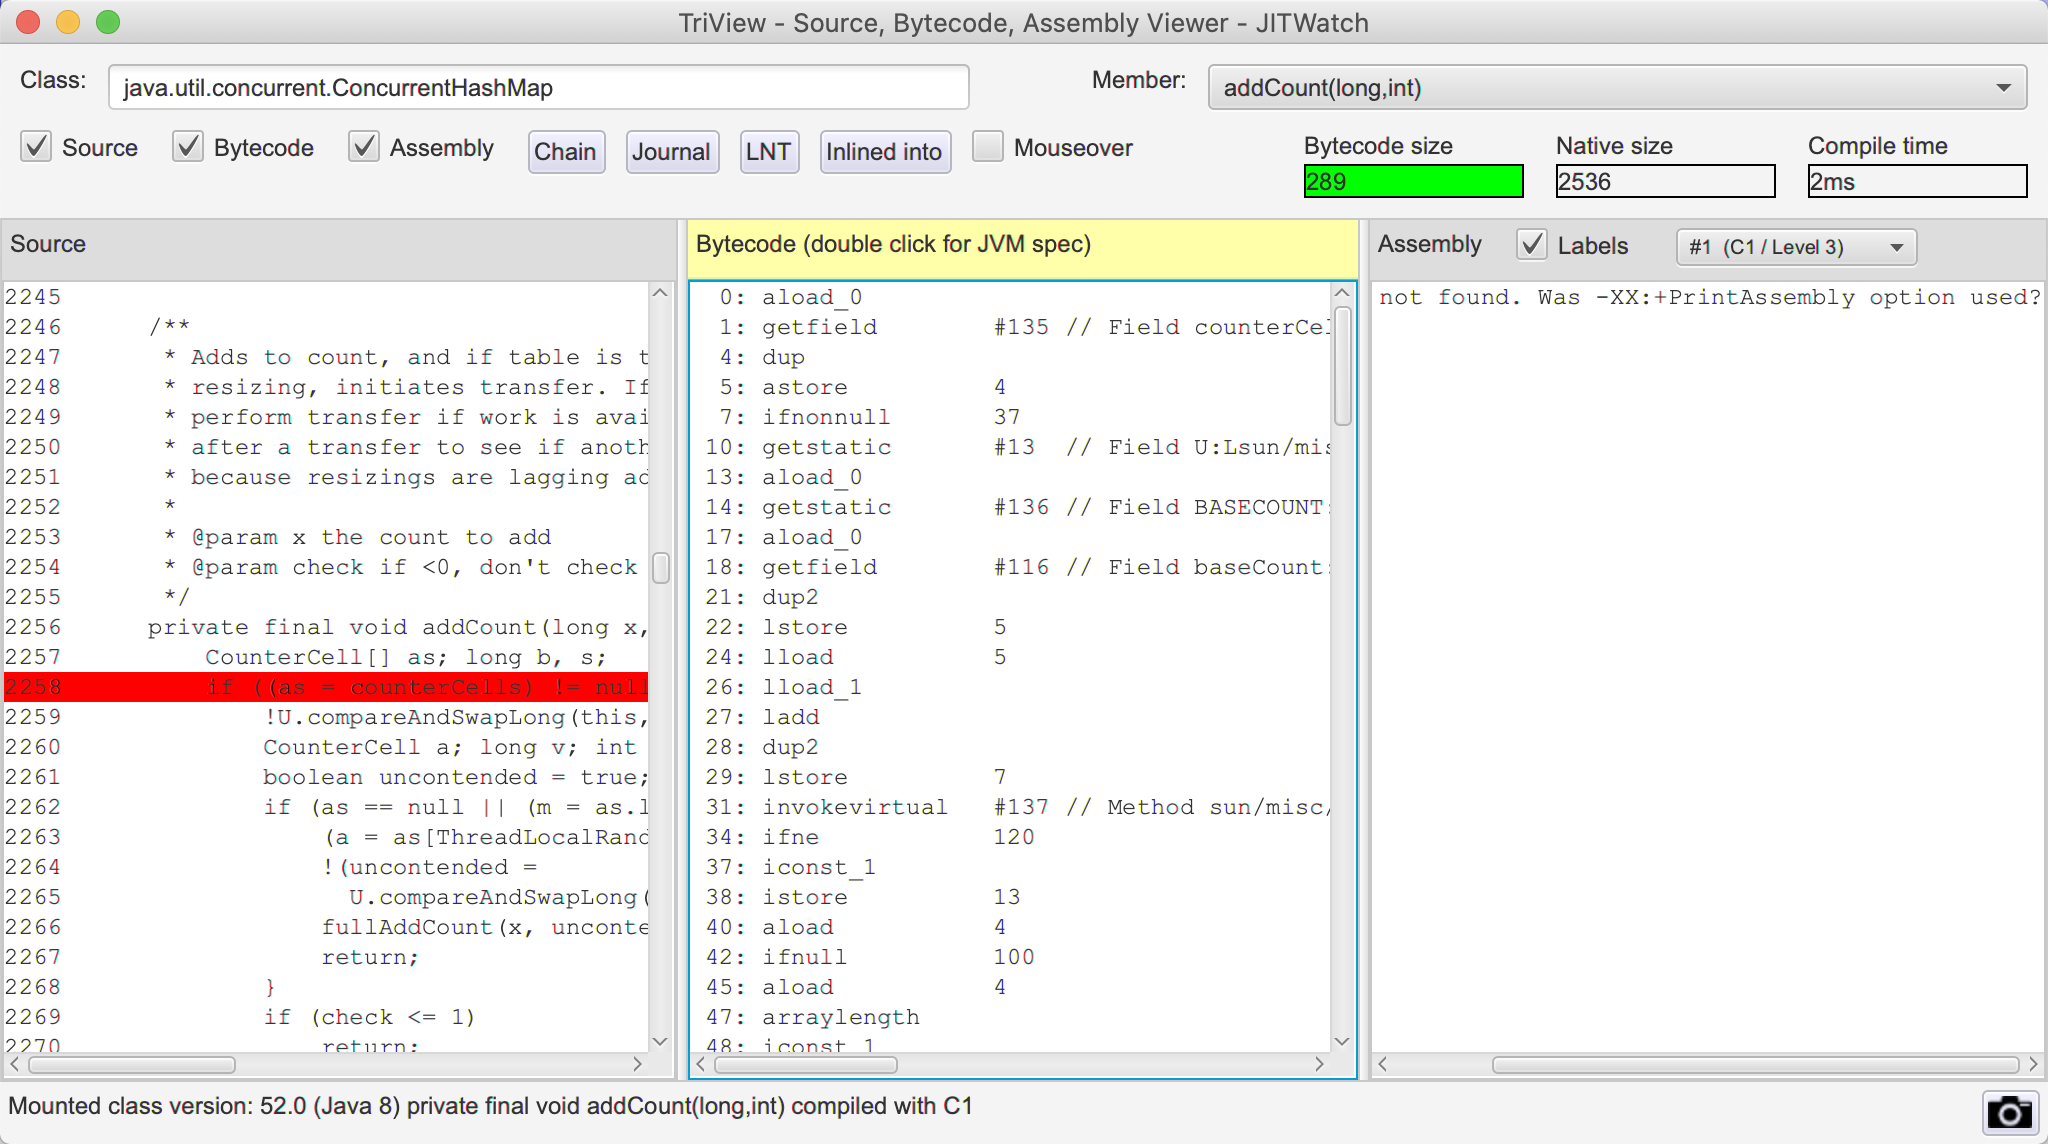 TriView - Source, Bytecode, Assembly Viewer - JITWatch
Class: java.util.concurrent.ConcurrentHashMap Member: addCount(long,int)
Source Bytecode Assembly Chain Journal LNT Inlined into Mouseover
Bytecode size Native size Compile time
289 2536 2ms
Source
2245
2246 /**
2247 * Adds to count, and if table is t
2248 * resizing, initiates transfer. If
2249 * perform transfer if work is avai
2250 * after a transfer to see if anoth
2251 * because resizings are lagging ad
2252 *
2253 * @param x the count to add
2254 * @param check if <0, don't check
2255 */
2256 private final void addCount(long x,
2257 CounterCell[] as; long b, s;
2258 if ((as = counterCells) != null
2259 !U.compareAndSwapLong(this,
2260 CounterCell a; long v; int
2261 boolean uncontended = true;
2262 if (as == null || (m = as.l
2263 (a = as[ThreadLocalRand
2264 !(uncontended =
2265 U.compareAndSwapLong(
2266 fullAddCount(x, unconte
2267 return;
2268 }
2269 if (check <= 1)
2270 return;
Bytecode (double click for JVM spec)
0: aload_0
1: getfield #135 // Field counterCel
4: dup
5: astore 4
7: ifnonnull 37
10: getstatic #13 // Field U:Lsun/mis
13: aload_0
14: getstatic #136 // Field BASECOUNT:
17: aload_0
18: getfield #116 // Field baseCount:
21: dup2
22: lstore 5
24: lload 5
26: lload_1
27: ladd
28: dup2
29: lstore 7
31: invokevirtual #137 // Method sun/misc/
34: ifne 120
37: iconst_1
38: istore 13
40: aload 4
42: ifnull 100
45: aload 4
47: arraylength
48: iconst_1
Assembly Labels #1 (C1 / Level 3)
not found. Was -XX:+PrintAssembly option used?
Mounted class version: 52.0 (Java 8) private final void addCount(long,int) compiled with C1